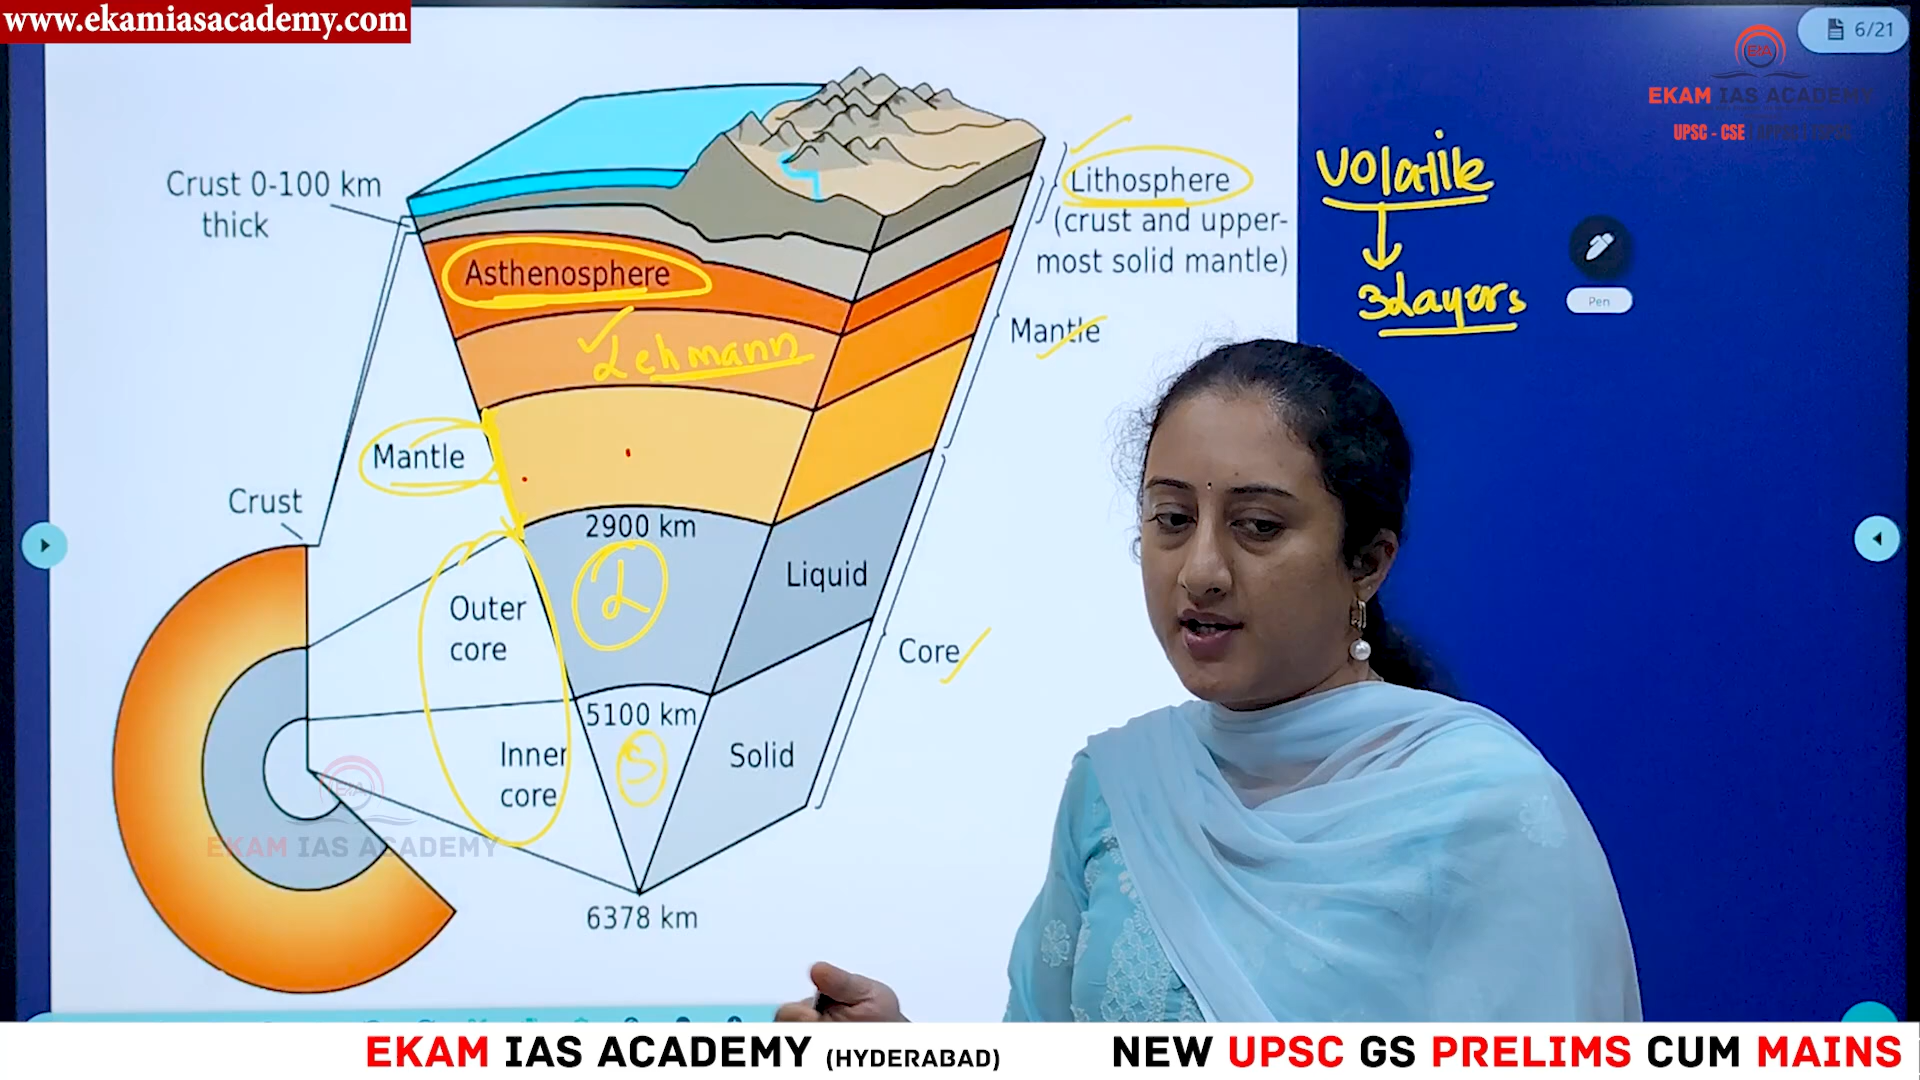 www.ekamiasacademy.com
6/21
EIA
EKAM IAS ACADEMY
UPSC - CSE
Crust 0-100 km
thick
Lithosphere
(crust and upper-
most solid mantle)
volatile
3 Layers
Pen
Asthenosphere
Lehmann
Mantle
Mantle
Crust
2900 km
L
Liquid
Outer
core
Core
5100 km
Inner
core
S
Solid
EIA
EKAM IAS ACADEMY
6378 km
EKAM IAS ACADEMY (HYDERABAD)
NEW UPSC GS PRELIMS CUM MAINS